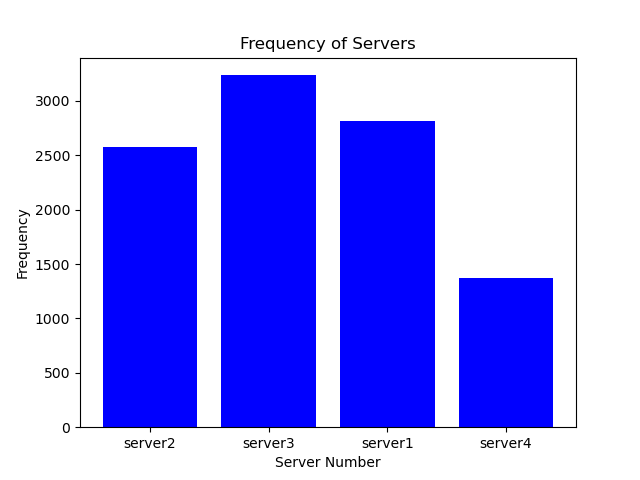 Frequency of Servers
3000
2500
2000
1500
1000
500
0
Frequency
server2 server3 server1 server4
Server Number